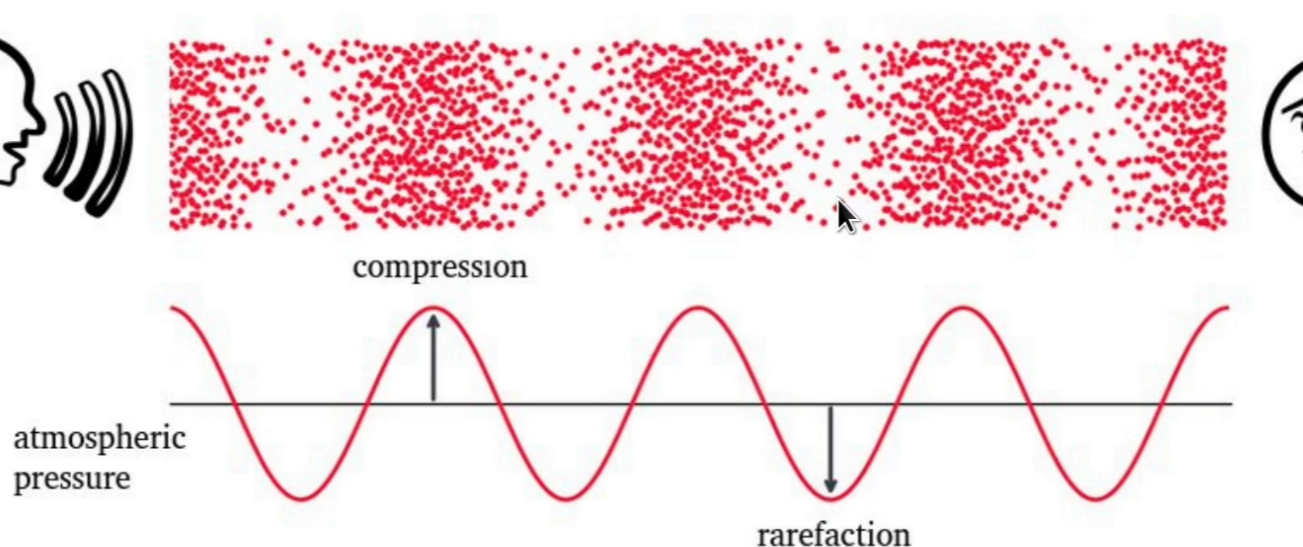 compression
atmospheric
pressure
rarefaction